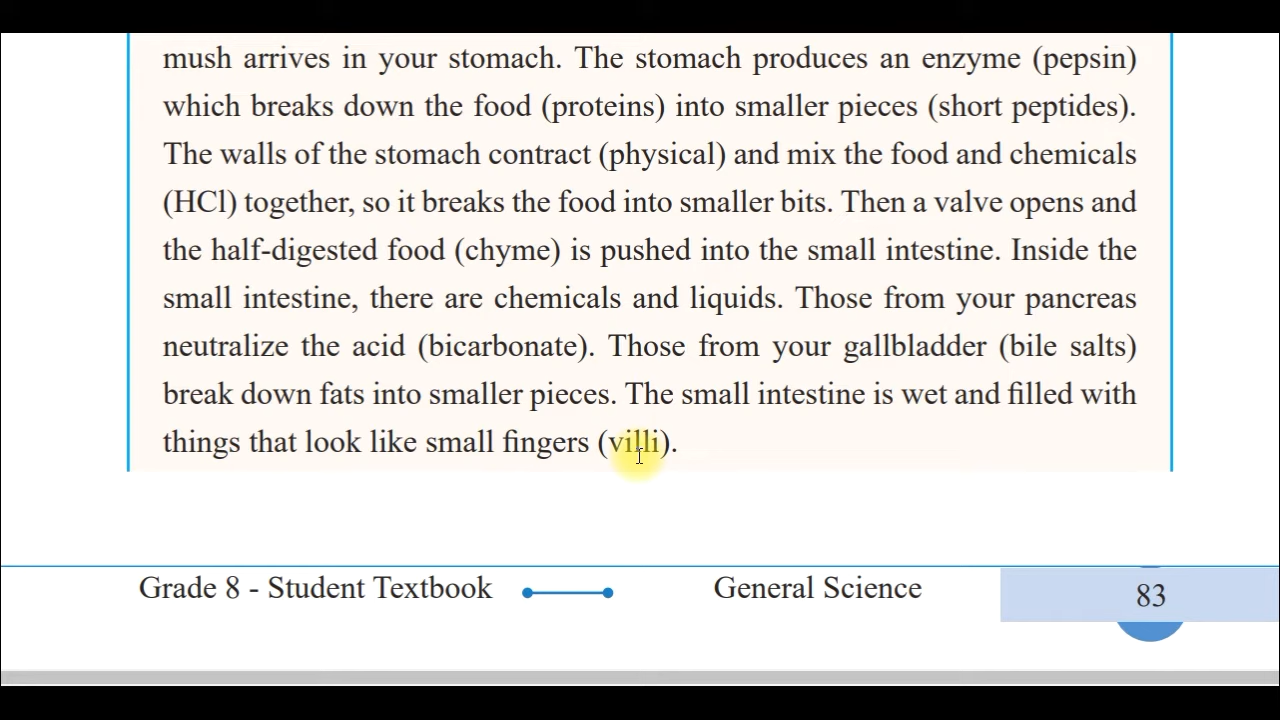 mush arrives in your stomach. The stomach produces an enzyme (pepsin)
which breaks down the food (proteins) into smaller pieces (short peptides).
The walls of the stomach contract (physical) and mix the food and chemicals
(HCl) together, so it breaks the food into smaller bits. Then a valve opens and
the half-digested food (chyme) is pushed into the small intestine. Inside the
small intestine, there are chemicals and liquids. Those from your pancreas
neutralize the acid (bicarbonate). Those from your gallbladder (bile salts)
break down fats into smaller pieces. The small intestine is wet and filled with
things that look like small fingers (villi).
Grade 8 - Student Textbook General Science 83